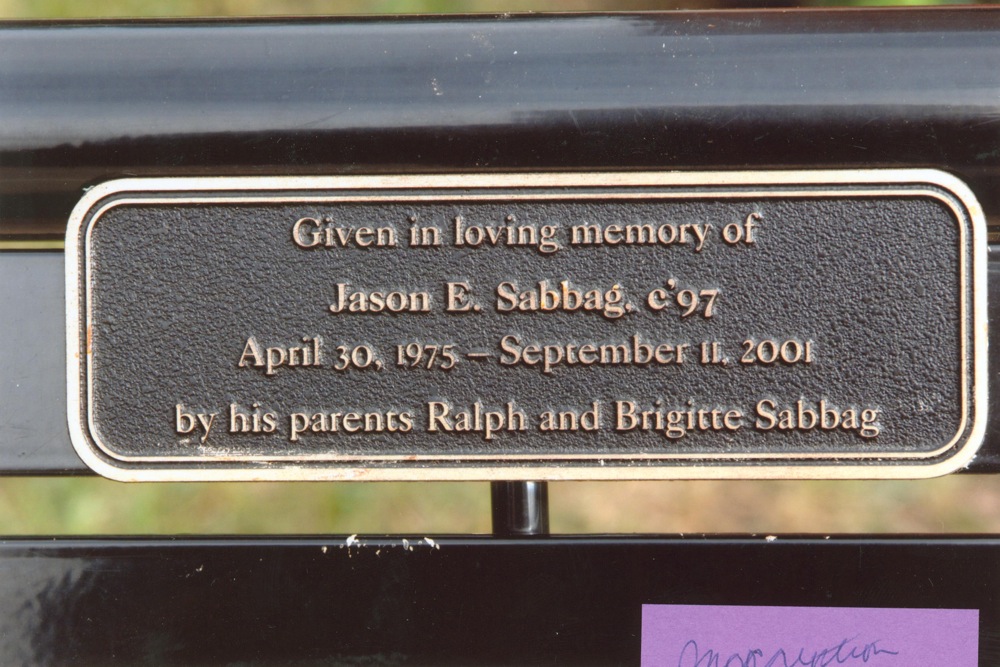 Given in loving memory of
Jason E. Sabbag, c'97
April 30, 1975 – September 11, 2001
by his parents Ralph and Brigitte Sabbag